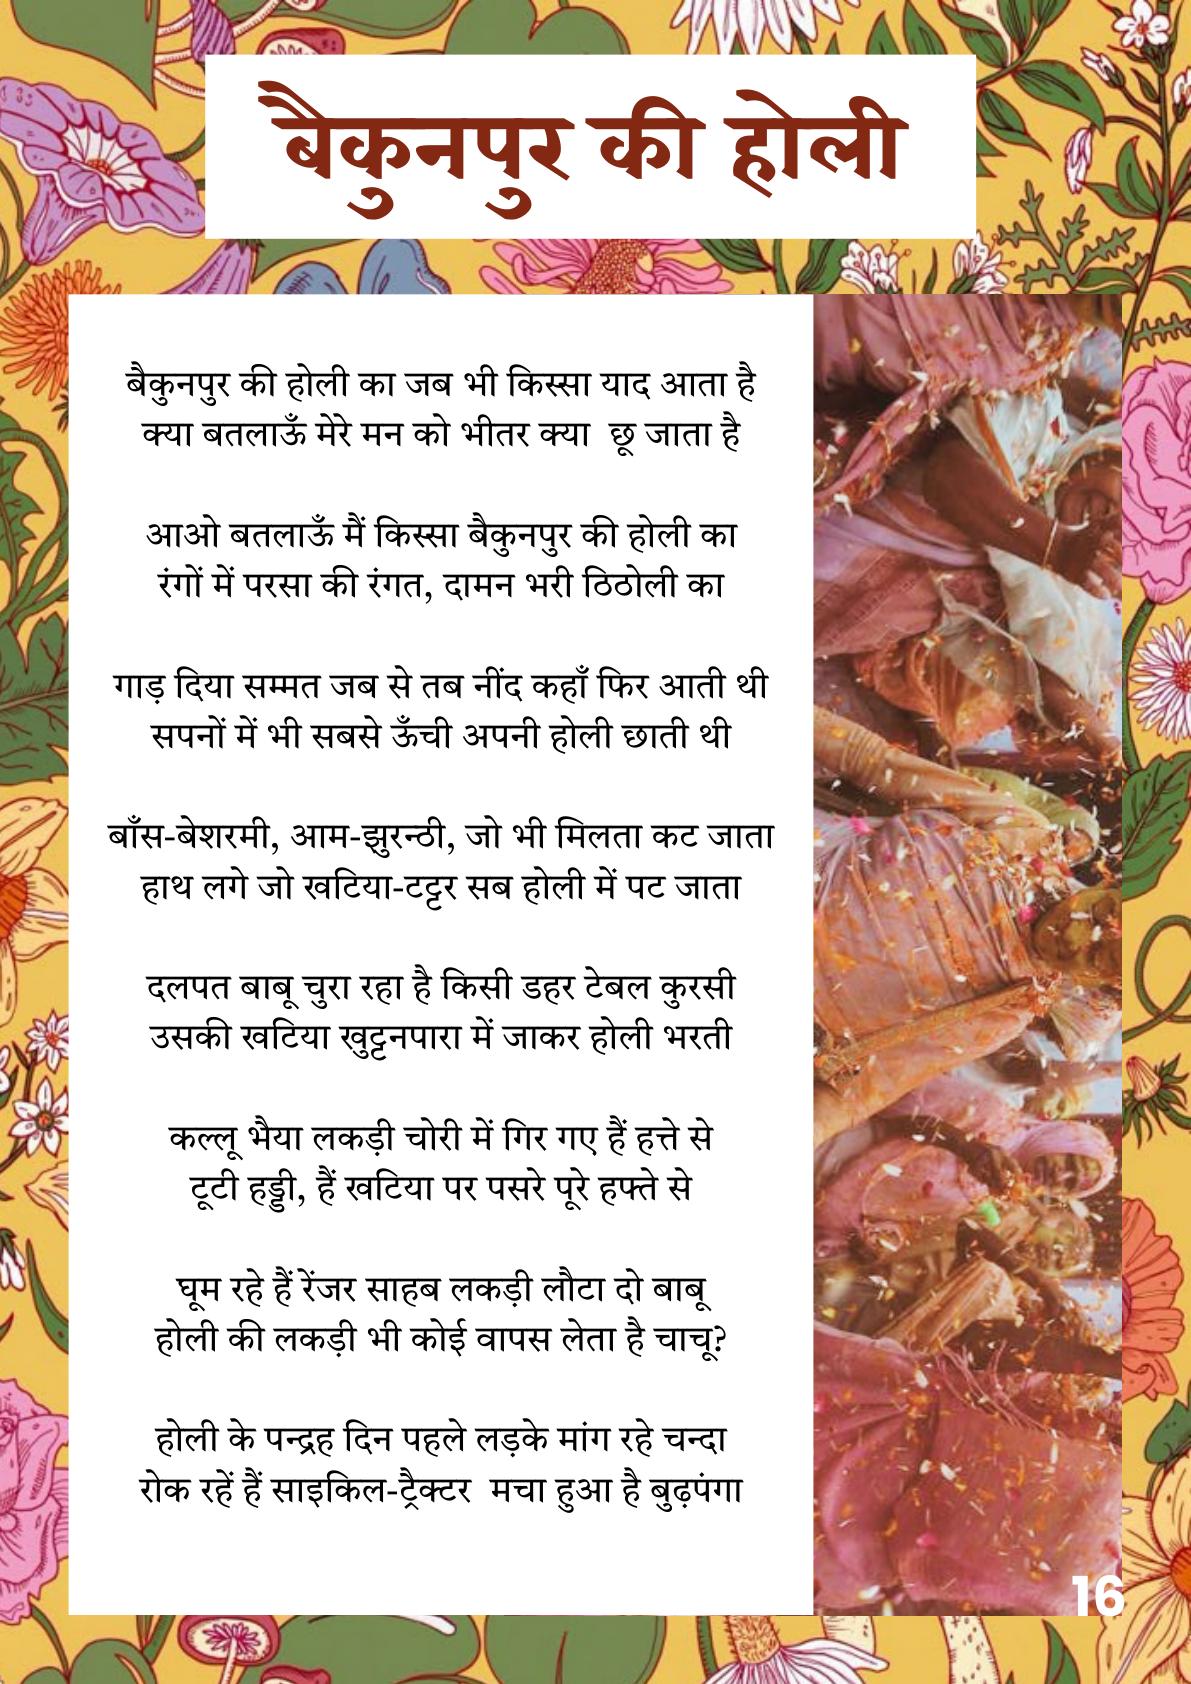 बैकुनपुर की होली
बैकुनपुर की होली का जब भी किस्सा याद आता है
क्या बतलाऊँ मेरे मन को भीतर क्या  छू जाता है
आओ बतलाऊँ मैं किस्सा बैकुनपुर की होली का
रंगों में परसा की रंगत, दामन भरी ठिठोली का
गाड़ दिया सम्मत जब से तब नींद कहाँ फिर आती थी
सपनों में भी सबसे ऊँची अपनी होली छाती थी
बाँस-बेशरमी, आम-झुरन्ठी, जो भी मिलता कट जाता
हाथ लगे जो खटिया-टट्टर सब होली में पट जाता
दलपत बाबू चुरा रहा है किसी डहर टेबल कुरसी
उसकी खटिया खुट्टनपारा में जाकर होली भरती
कल्लू भैया लकड़ी चोरी में गिर गए हैं हत्ते से
टूटी हड्डी, हैं खटिया पर पसरे पूरे हफ्ते से
घूम रहे हैं रेंजर साहब लकड़ी लौटा दो बाबू
होली की लकड़ी भी कोई वापस लेता है चाचू?
होली के पन्द्रह दिन पहले लड़के मांग रहे चन्दा
रोक रहें हैं साइकिल-ट्रैक्टर  मचा हुआ है बुढ़पंगा
16